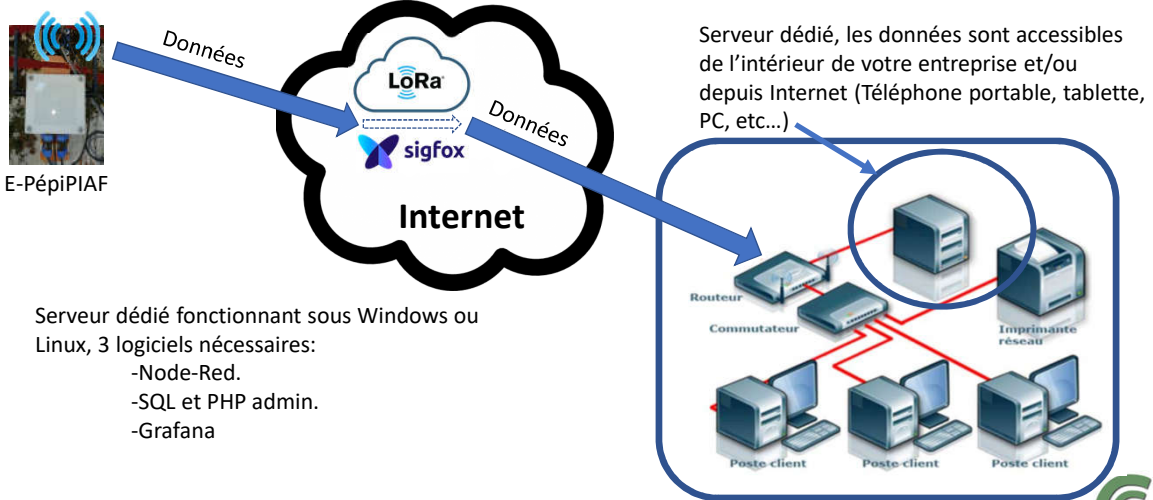 Données
LoRa
Données
sigfox
Internet
E-PépiPIAF
Serveur dédié, les données sont accessibles
de l'intérieur de votre entreprise et/ou
depuis Internet (Téléphone portable, tablette,
PC, etc...)
Routeur
Commutateur
Imprimante
réseau
Poste client
Poste client
Poste client
Serveur dédié fonctionnant sous Windows ou
Linux, 3 logiciels nécessaires:
-Node-Red.
-SQL et PHP admin.
-Grafana